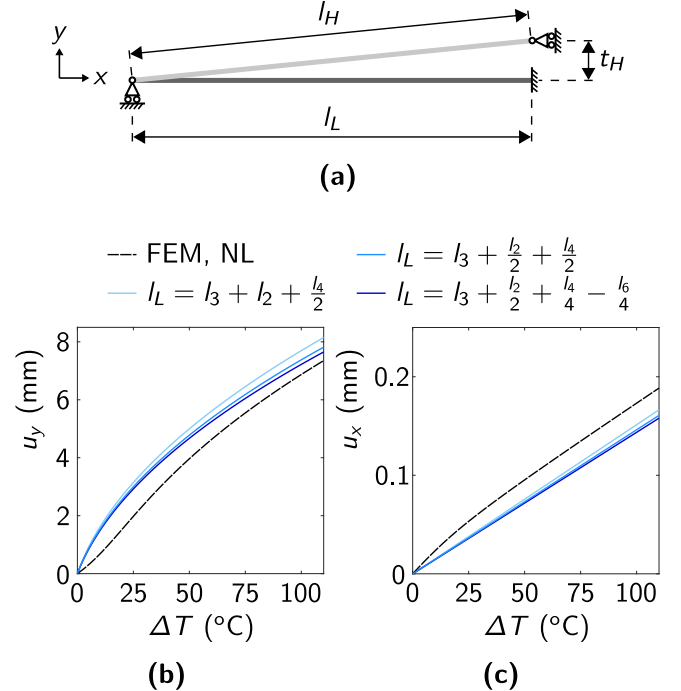 l_H
y
x
t_H
l_L
(a)
FEM, NL
l_L = l_3 + l_2/2 + l_4/2
l_L = l_3 + l_2 + l_4/2
l_L = l_3 + l_2/2 + l_4/4 − l_6/4
8
6
4
2
0
u_y (mm)
0 25 50 75 100
ΔT (°C)
(b)
0.2
0.1
0
u_x (mm)
0 25 50 75 100
ΔT (°C)
(c)